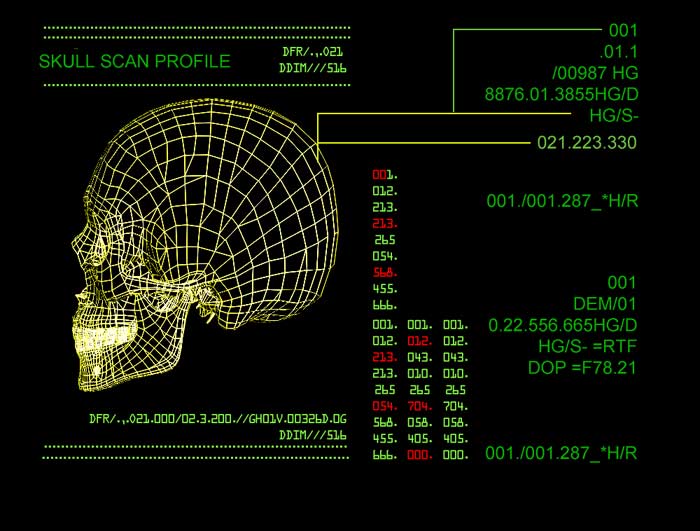 SKULL SCAN PROFILE
DFR/.,.021
DDIM///S16
001
.01.1
/00987 HG
8876.01.3855HG/D
HG/S-
021.223.330
001.
012.
213.
213.
265
054.
568.
455.
666.
001./001.287_*H/R
001
DEM/01
0.22.556.665HG/D
HG/S- =RTF
DOP =F78.21
001. 001. 001.
012. 012. 012.
213. 043. 043.
213. 010. 010.
265 265 265
054. 704. 704.
568. 058. 058.
455. 405. 405.
666. 000. 000.
001./001.287_*H/R
DFR/.,.021.000/02.3.200.//GH01V.00326D.0G
DDIM///S16